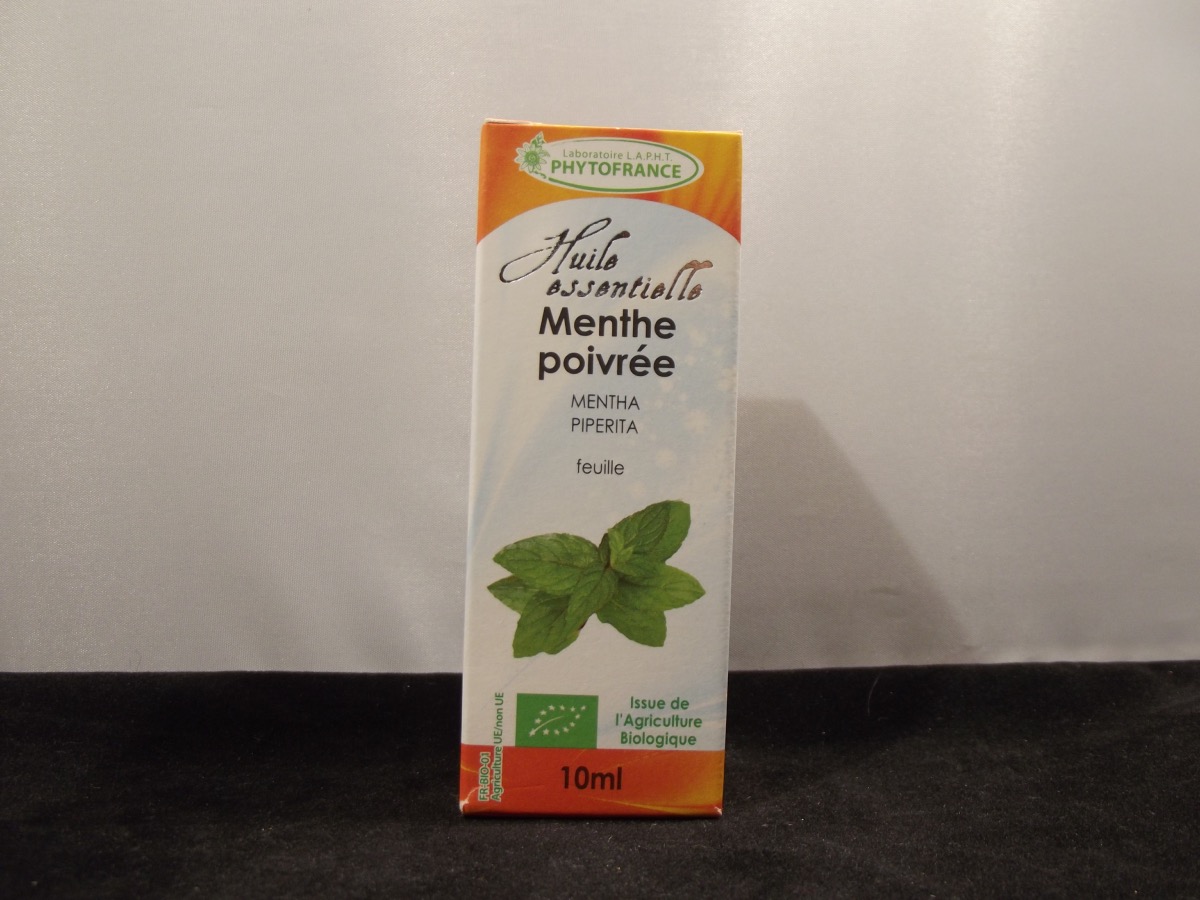 Laboratoire L.A.P.H.T.
PHYTOFRANCE
Huile
essentielle
Menthe
poivrée
MENTHA
PIPERITA
feuille
FR-BIO-01
Agriculture UE/non UE
Issue de
l'Agriculture
Biologique
10ml